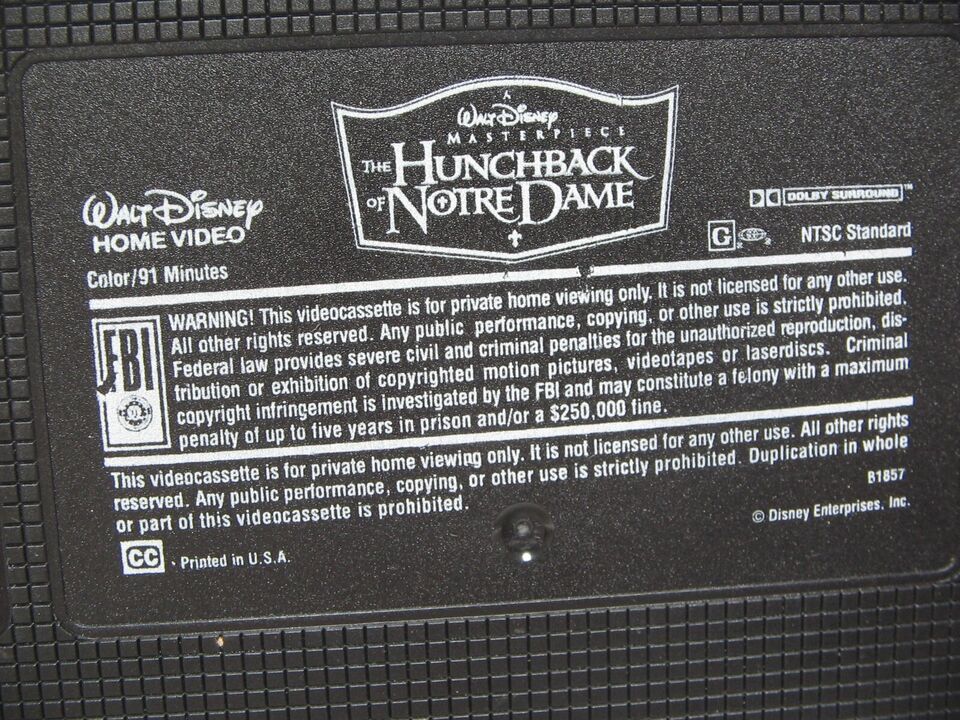 WALT DISNEY
MASTERPIECE
THE HUNCHBACK
OF NOTRE DAME
WALT DISNEY
HOME VIDEO
DOLBY SURROUND™
G
NTSC Standard
Color/91 Minutes
FBI
WARNING! This videocassette is for private home viewing only. It is not licensed for any other use.
All other rights reserved. Any public performance, copying, or other use is strictly prohibited.
Federal law provides severe civil and criminal penalties for the unauthorized reproduction, dis-
tribution or exhibition of copyrighted motion pictures, videotapes or laserdiscs. Criminal
copyright infringement is investigated by the FBI and may constitute a felony with a maximum
penalty of up to five years in prison and/or a $250,000 fine.
This videocassette is for private home viewing only. It is not licensed for any other use. All other rights
reserved. Any public performance, copying, or other use is strictly prohibited. Duplication in whole
or part of this videocassette is prohibited.
B1857
© Disney Enterprises, Inc.
CC • Printed in U.S.A.